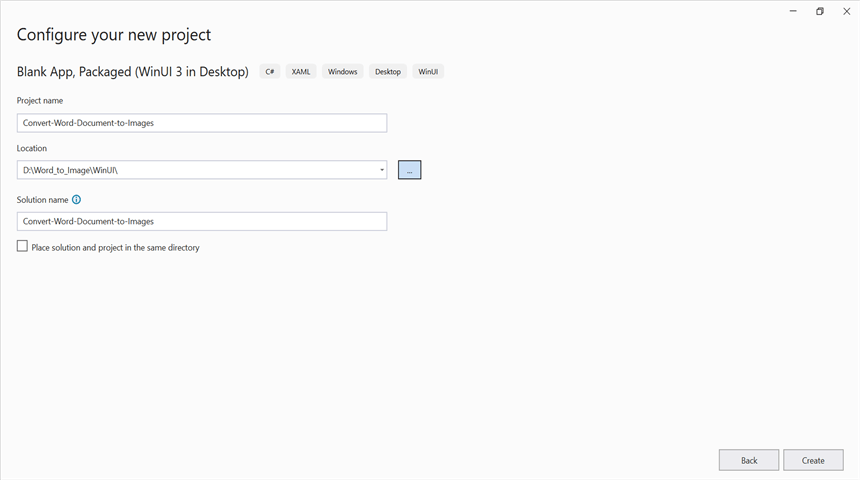 Configure your new project
Blank App, Packaged (WinUI 3 in Desktop) C# XAML Windows Desktop WinUI
Project name
Convert-Word-Document-to-Images
Location
D:\Word_to_Image\WinUI\
...
Solution name
Convert-Word-Document-to-Images
Place solution and project in the same directory
Back Create